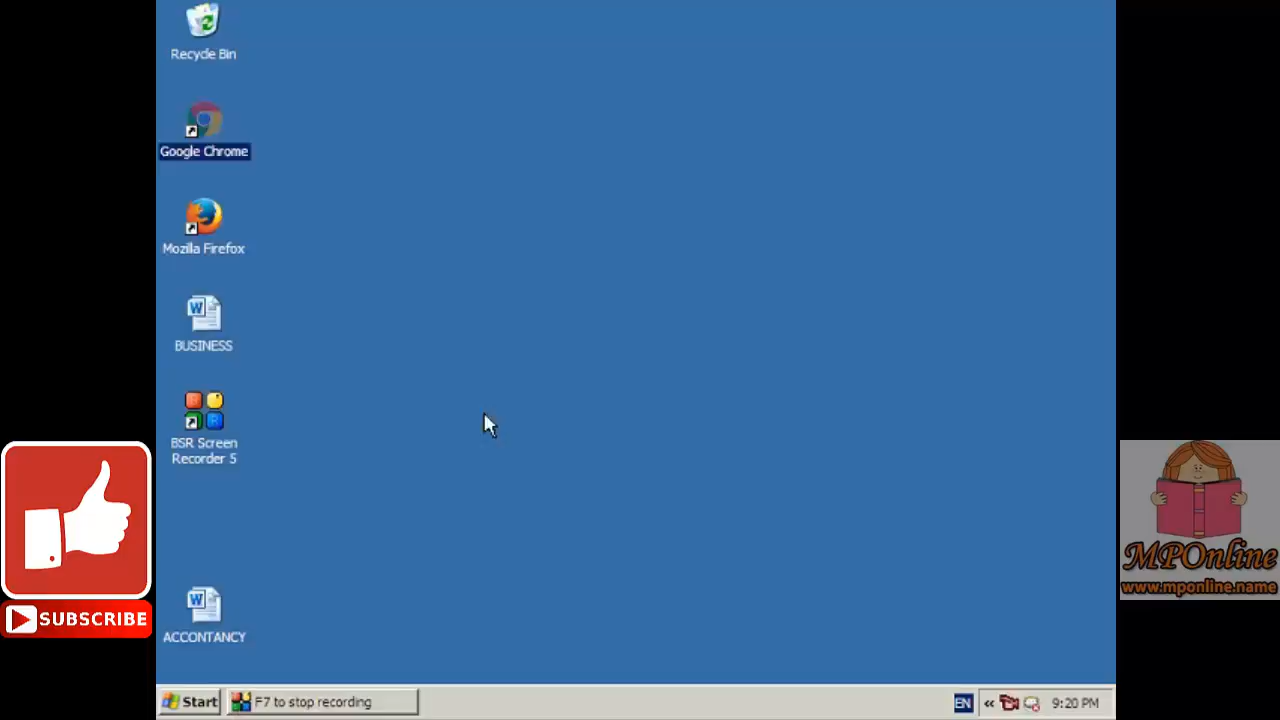 Recycle Bin
Google Chrome
Mozilla Firefox
W
BUSINESS
BSR Screen
Recorder 5
W
ACCONTANCY
SUBSCRIBE
MPOnline
www.mponline.name
Start
F7 to stop recording
EN
«
9:20 PM